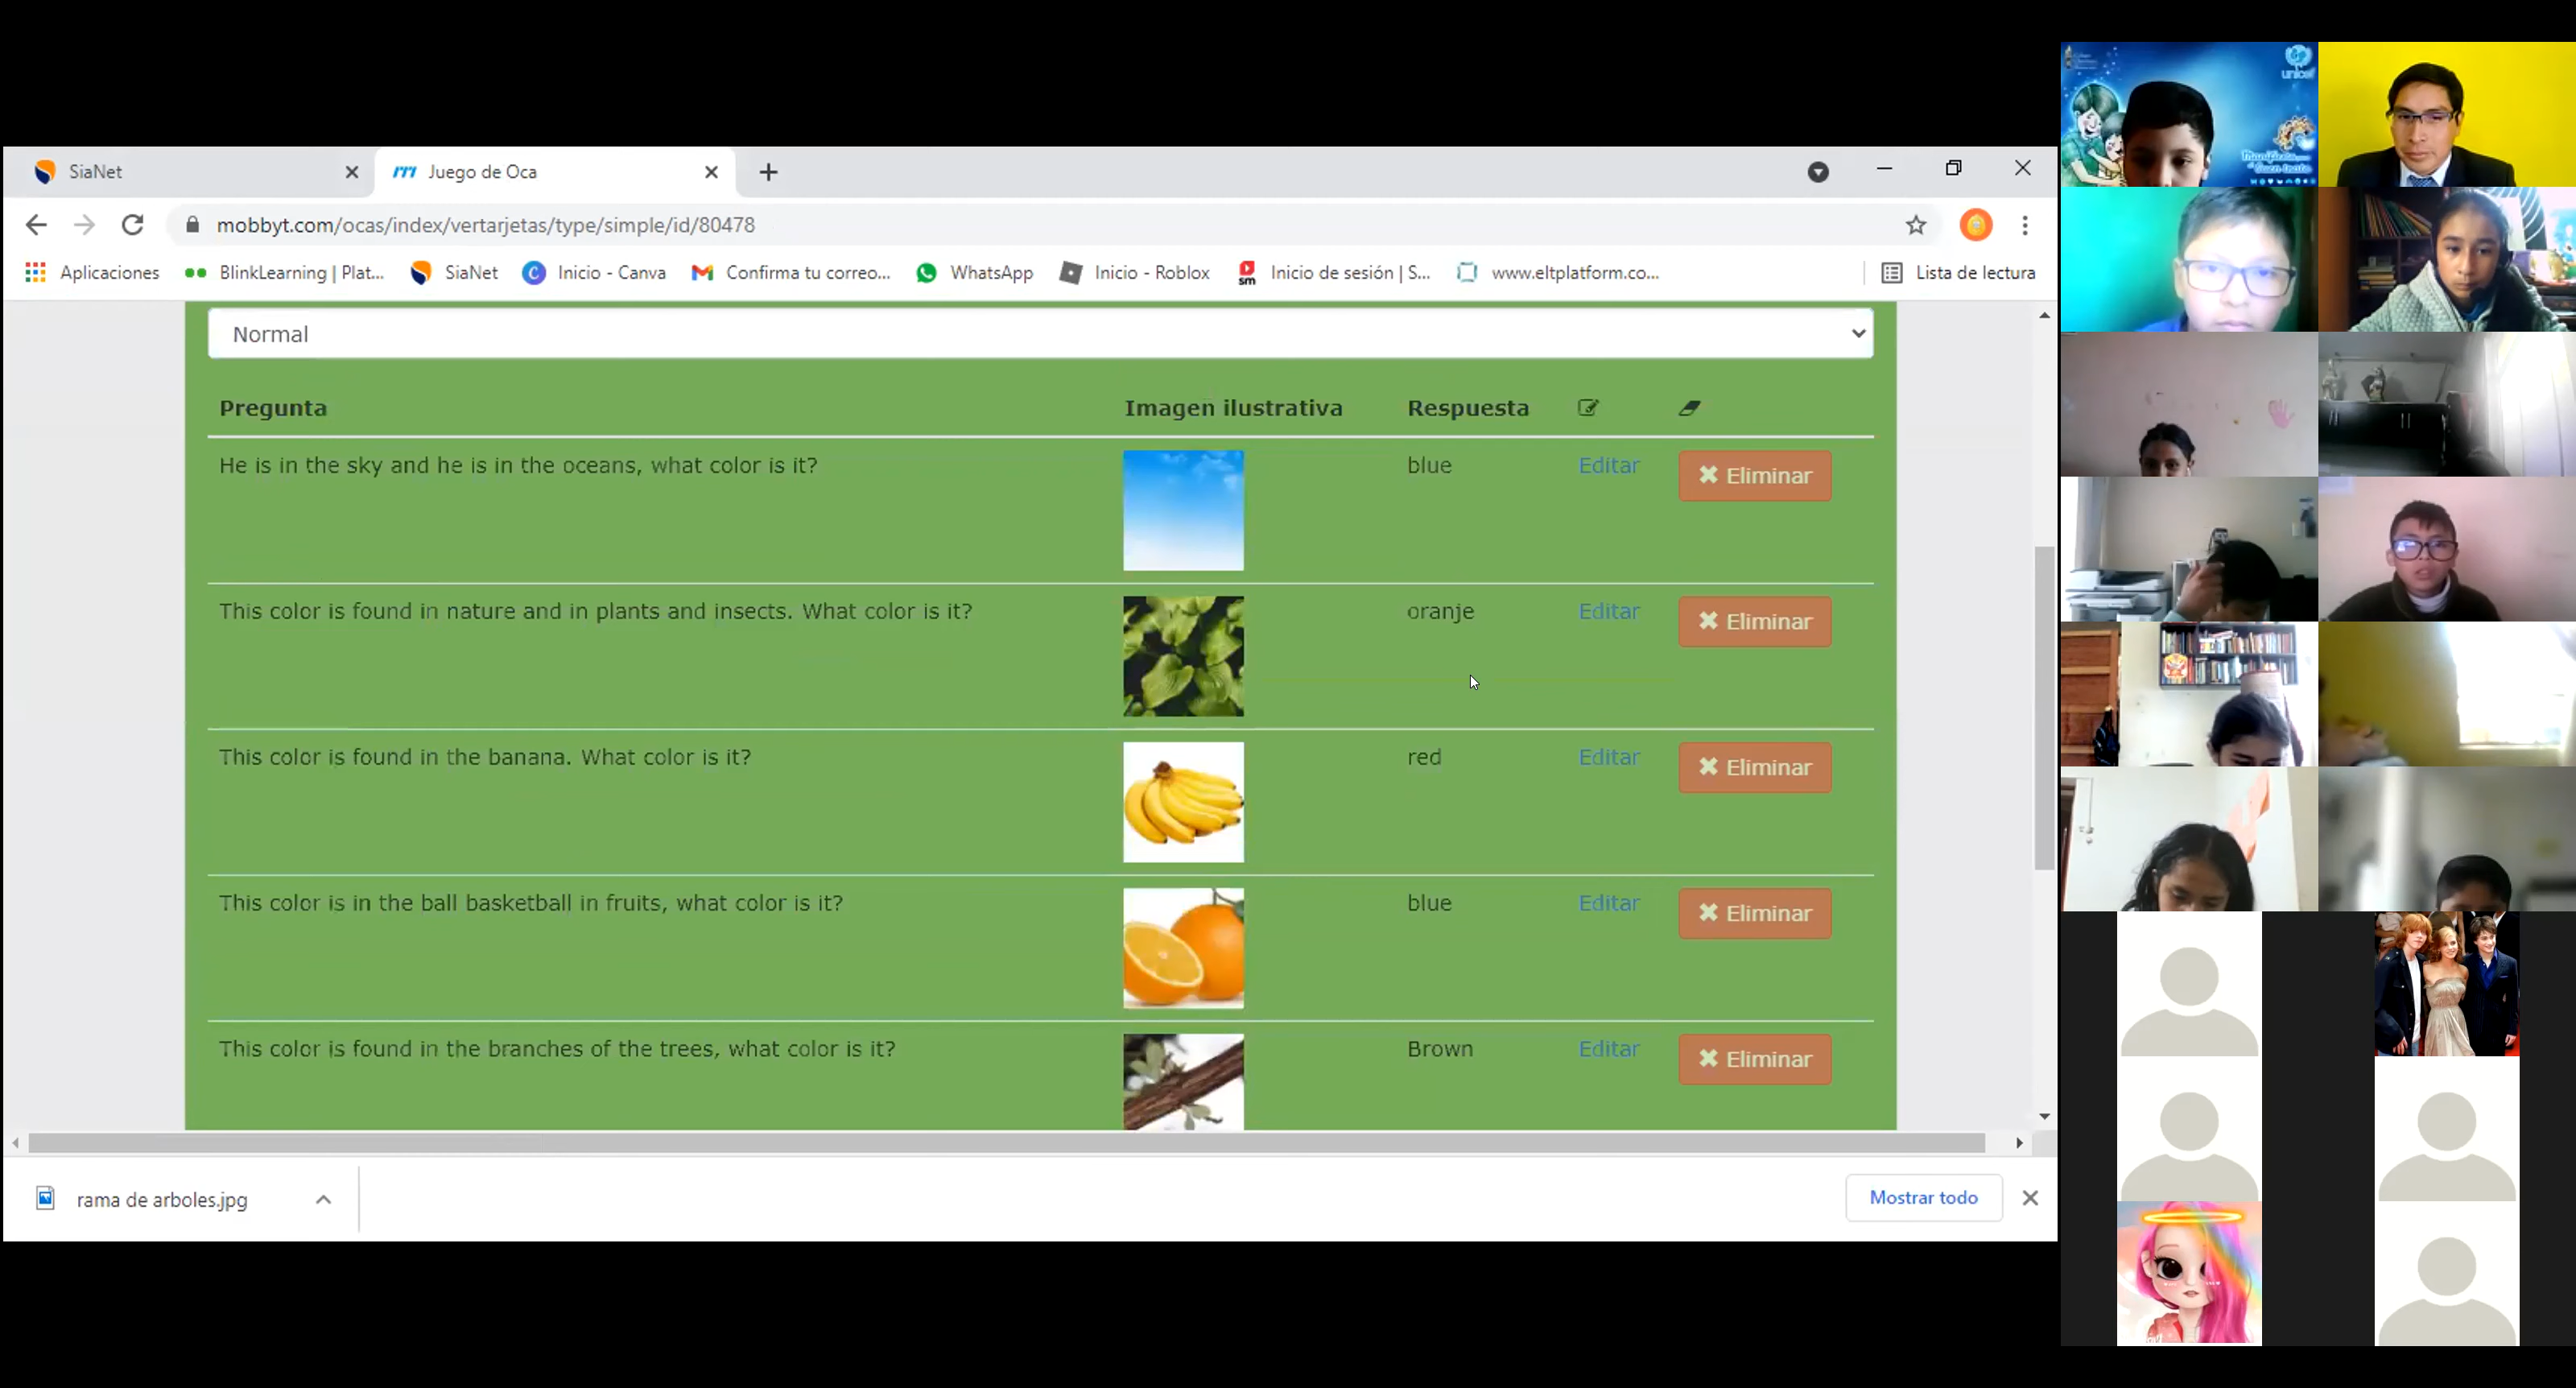 SiaNet
Juego de Oca
mobbyt.com/ocas/index/vertarjetas/type/simple/id/80478
Aplicaciones BlinkLearning | Plat... SiaNet Inicio - Canva Confirma tu correo... WhatsApp Inicio - Roblox sm Inicio de sesión | S... www.eltplatform.co... Lista de lectura
Normal
Pregunta Imagen ilustrativa Respuesta
He is in the sky and he is in the oceans, what color is it? blue Editar Eliminar
This color is found in nature and in plants and insects. What color is it? oranje Editar Eliminar
This color is found in the banana. What color is it? red Editar Eliminar
This color is in the ball basketball in fruits, what color is it? blue Editar Eliminar
This color is found in the branches of the trees, what color is it? Brown Editar Eliminar
rama de arboles.jpg Mostrar todo
unicef